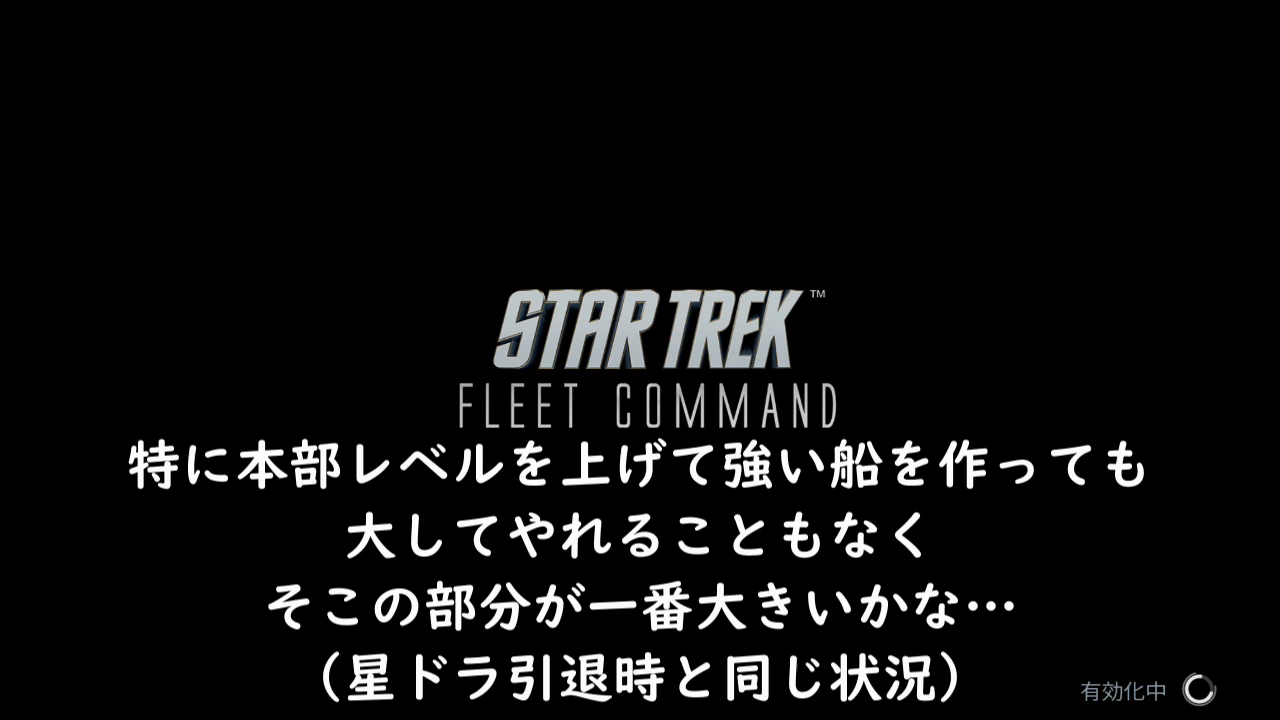 STAR TREK™
FLEET COMMAND
特に本部レベルを上げて強い船を作っても
大してやれることもなく
そこの部分が一番大きいかな…
（星ドラ引退時と同じ状況）
有効化中